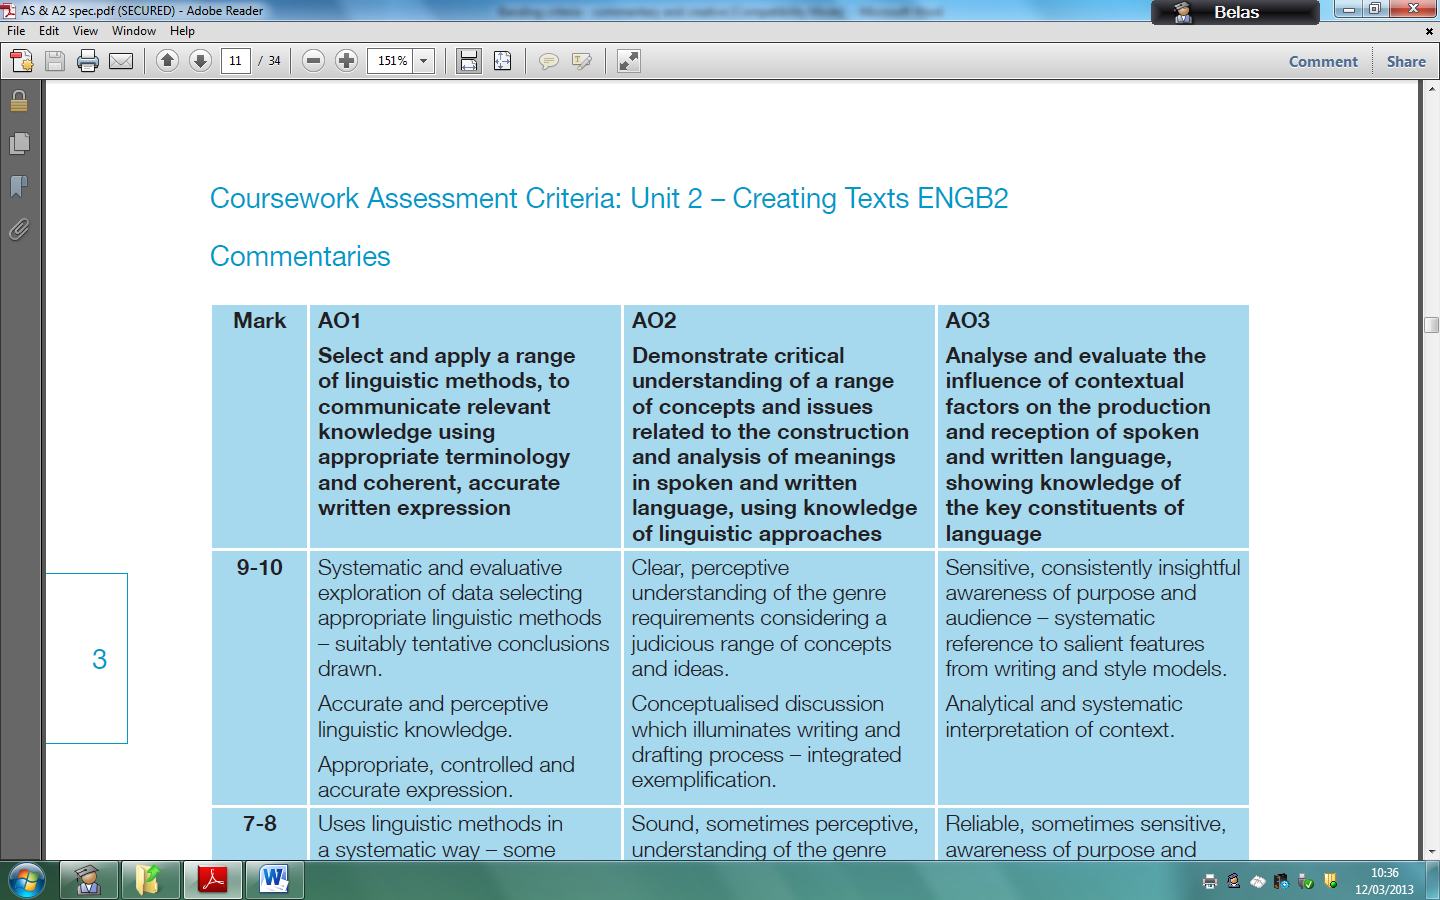 AS & A2 spec.pdf (SECURED) - Adobe Reader
Belas
File Edit View Window Help
11 / 34
151%
Comment Share
Coursework Assessment Criteria: Unit 2 – Creating Texts ENGB2
Commentaries
Mark
AO1
Select and apply a range
of linguistic methods, to
communicate relevant
knowledge using
appropriate terminology
and coherent, accurate
written expression
AO2
Demonstrate critical
understanding of a range
of concepts and issues
related to the construction
and analysis of meanings
in spoken and written
language, using knowledge
of linguistic approaches
AO3
Analyse and evaluate the
influence of contextual
factors on the production
and reception of spoken
and written language,
showing knowledge of
the key constituents of
language
9-10
Systematic and evaluative
exploration of data selecting
appropriate linguistic methods
– suitably tentative conclusions
drawn.
Accurate and perceptive
linguistic knowledge.
Appropriate, controlled and
accurate expression.
Clear, perceptive
understanding of the genre
requirements considering a
judicious range of concepts
and ideas.
Conceptualised discussion
which illuminates writing and
drafting process – integrated
exemplification.
Sensitive, consistently insightful
awareness of purpose and
audience – systematic
reference to salient features
from writing and style models.
Analytical and systematic
interpretation of context.
3
7-8
Uses linguistic methods in
a systematic way – some
Sound, sometimes perceptive,
understanding of the genre
Reliable, sometimes sensitive,
awareness of purpose and
10:36
12/03/2013